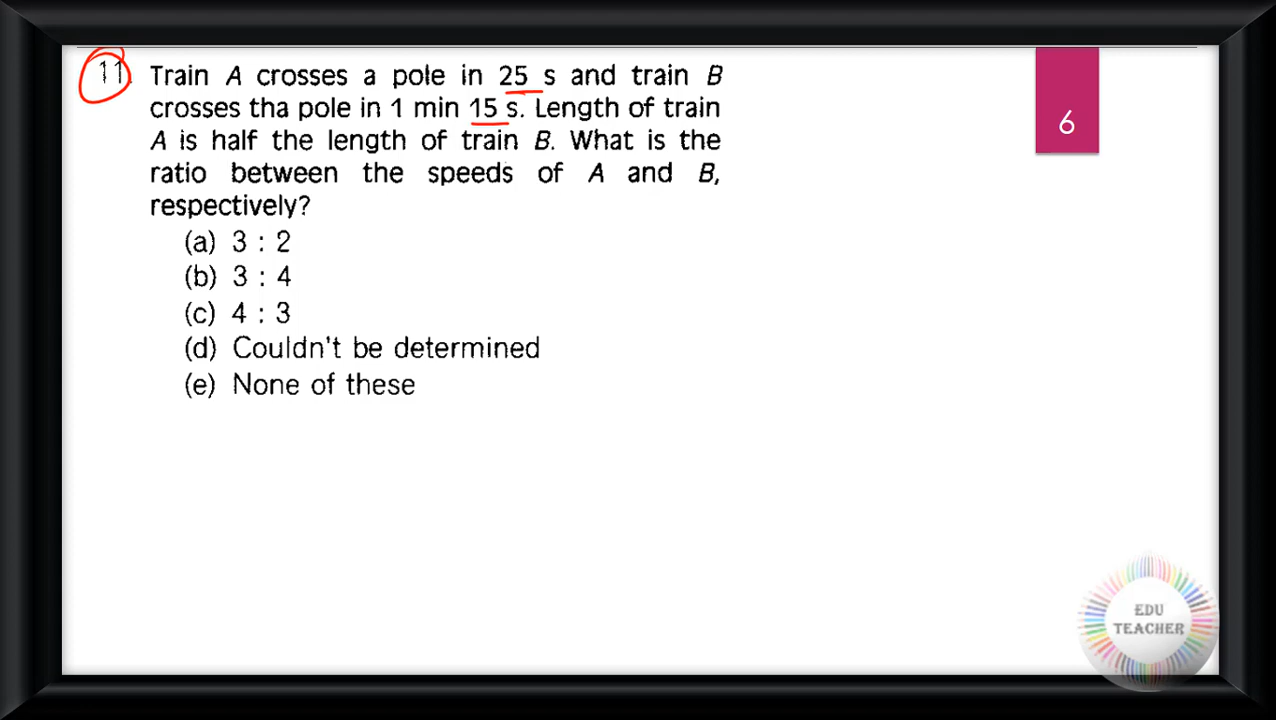 11. Train A crosses a pole in 25 s and train B
crosses tha pole in 1 min 15 s. Length of train
A is half the length of train B. What is the
ratio between the speeds of A and B,
respectively?
(a) 3 : 2
(b) 3 : 4
(c) 4 : 3
(d) Couldn't be determined
(e) None of these
6
EDU
TEACHER